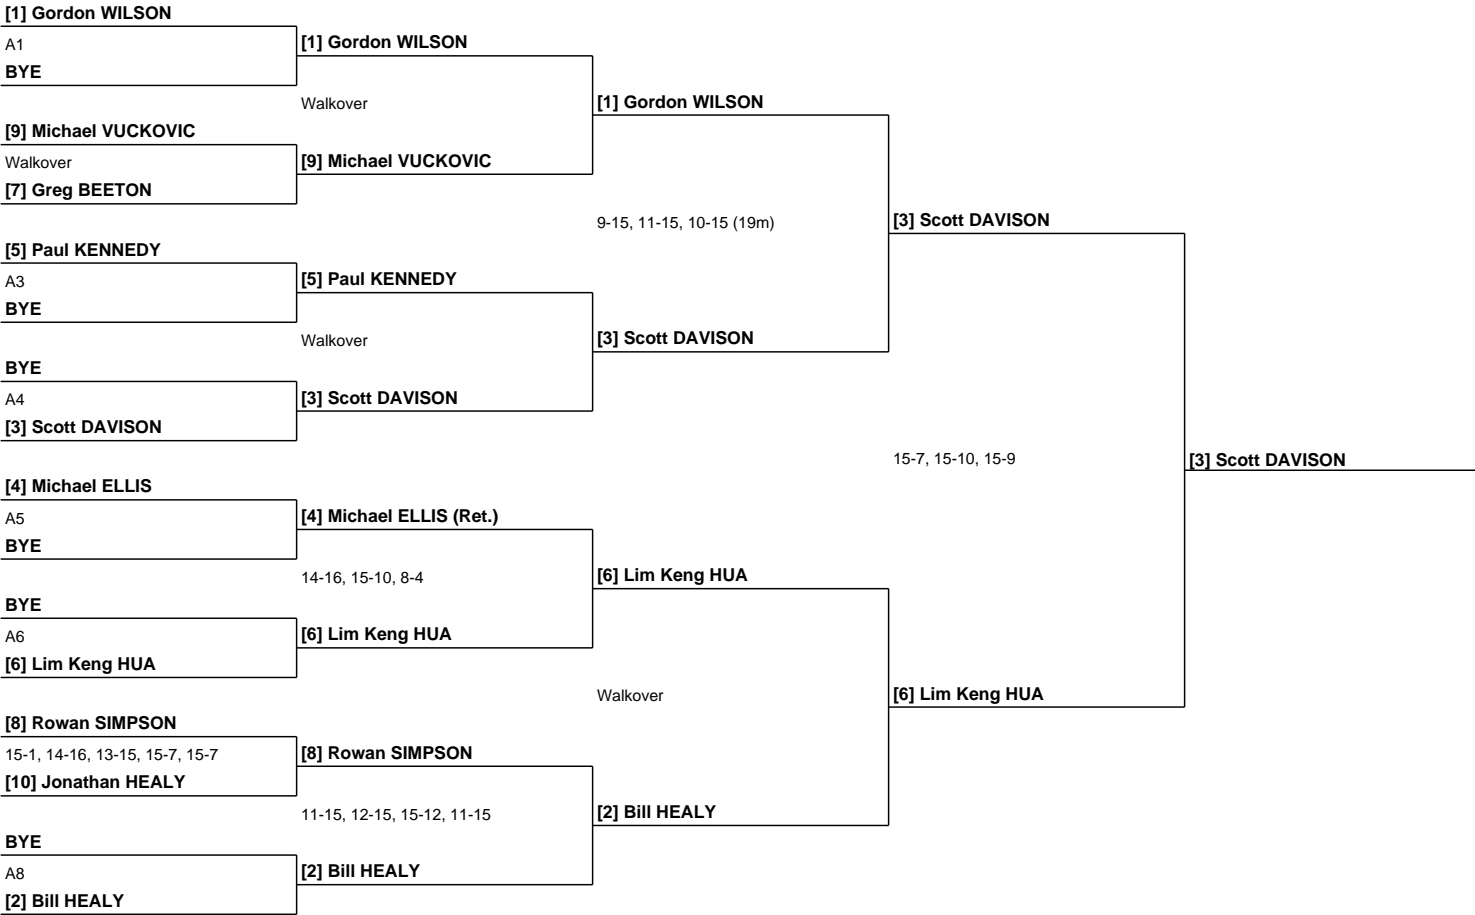 [1] Gordon WILSON
A1
BYE
[9] Michael VUCKOVIC
Walkover
[7] Greg BEETON
[5] Paul KENNEDY
A3
BYE
BYE
A4
[3] Scott DAVISON
[4] Michael ELLIS
A5
BYE
BYE
A6
[6] Lim Keng HUA
[8] Rowan SIMPSON
15-1, 14-16, 13-15, 15-7, 15-7
[10] Jonathan HEALY
BYE
A8
[2] Bill HEALY
[1] Gordon WILSON
Walkover
[9] Michael VUCKOVIC
[5] Paul KENNEDY
Walkover
[3] Scott DAVISON
[4] Michael ELLIS (Ret.)
14-16, 15-10, 8-4
[6] Lim Keng HUA
[8] Rowan SIMPSON
11-15, 12-15, 15-12, 11-15
[2] Bill HEALY
[1] Gordon WILSON
9-15, 11-15, 10-15 (19m)
[3] Scott DAVISON
[6] Lim Keng HUA
Walkover
[2] Bill HEALY
[3] Scott DAVISON
15-7, 15-10, 15-9
[6] Lim Keng HUA
[3] Scott DAVISON